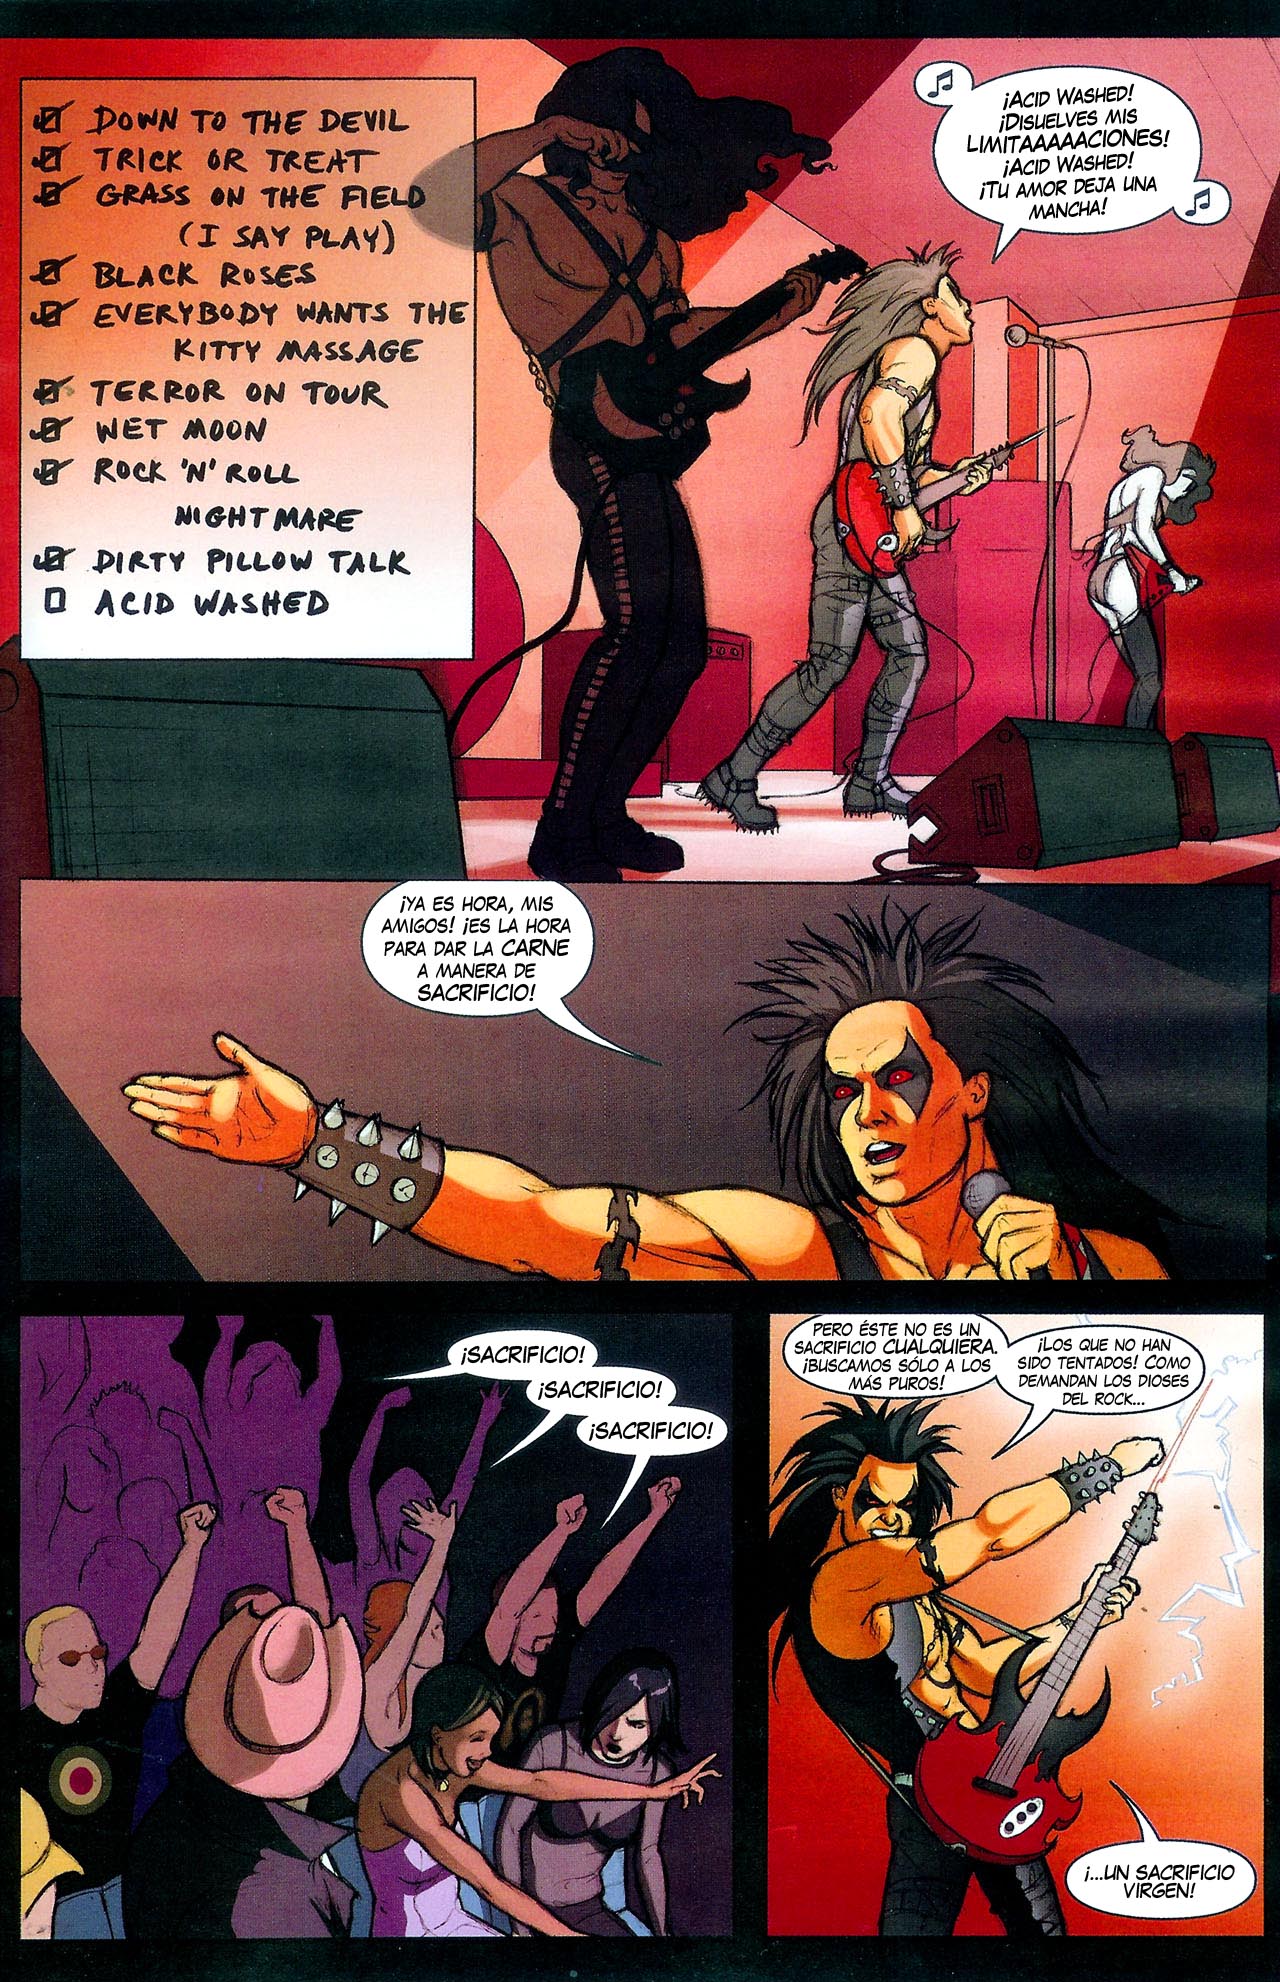 DOWN TO THE DEVIL
TRICK OR TREAT
GRASS ON THE FIELD
(I SAY PLAY)
BLACK ROSES
EVERYBODY WANTS THE
KITTY MASSAGE
TERROR ON TOUR
WET MOON
ROCK 'N' ROLL
NIGHTMARE
DIRTY PILLOW TALK
ACID WASHED
¡ACID WASHED!
¡DISUELVES MIS
LIMITAAAAACIONES!
¡ACID WASHED!
¡TU AMOR DEJA UNA
MANCHA!
¡YA ES HORA, MIS
AMIGOS! ¡ES LA HORA
PARA DAR LA CARNE
A MANERA DE
SACRIFICIO!
¡SACRIFICIO!
¡SACRIFICIO!
¡SACRIFICIO!
PERO ÉSTE NO ES UN
SACRIFICIO CUALQUIERA.
¡BUSCAMOS SÓLO A LOS
MÁS PUROS!
¡LOS QUE NO HAN
SIDO TENTADOS! COMO
DEMANDAN LOS DIOSES
DEL ROCK...
¡...UN SACRIFICIO
VIRGEN!